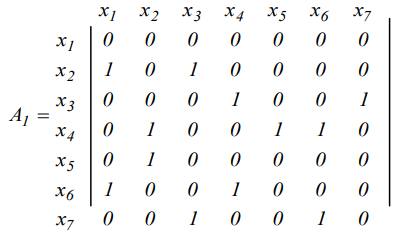 x1 x2 x3 x4 x5 x6 x7
x1 0 0 0 0 0 0 0
x2 1 0 1 0 0 0 0
x3 0 0 0 1 0 0 1
A1 = x4 0 1 0 0 1 1 0
x5 0 1 0 0 0 0 0
x6 1 0 0 1 0 0 0
x7 0 0 1 0 0 1 0